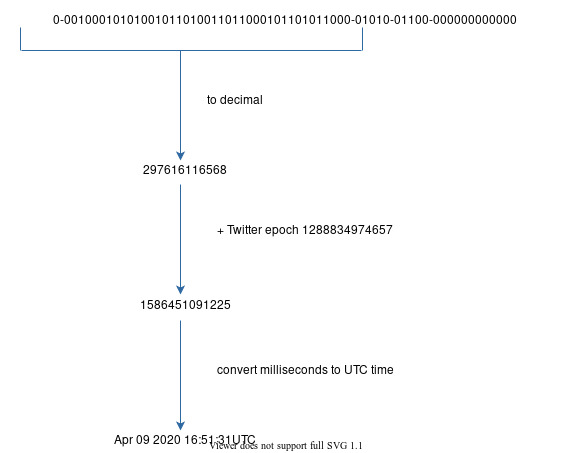 0-00100010101001011010011011000101101011000-01010-01100-000000000000
to decimal
297616116568
+ Twitter epoch 1288834974657
1586451091225
convert milliseconds to UTC time
Apr 09 2020 16:51:31UTC
Viewer does not support full SVG 1.1